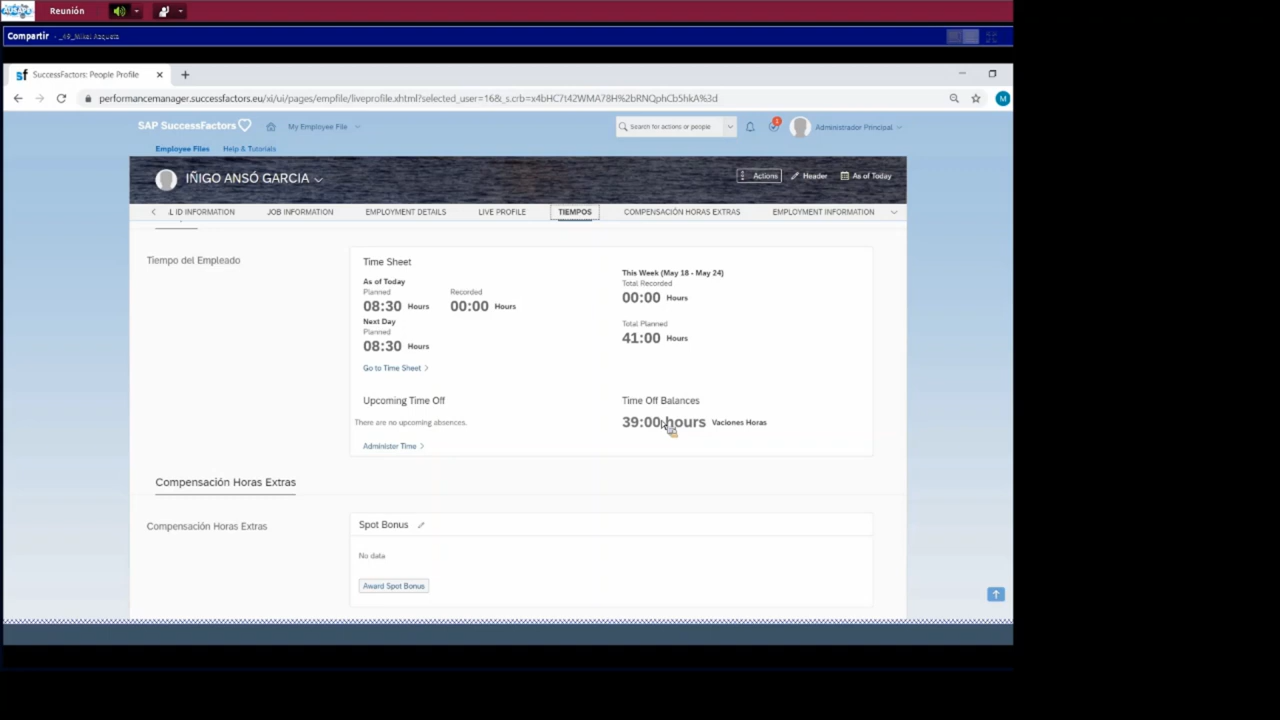 Reunión
Compartir - _49_Mikel Azqueta
SuccessFactors: People Profile
performancemanager.successfactors.eu/xi/ui/pages/empfile/liveprofile.xhtml?selected_user=16&_s.crb=x4bHC7t42WMA78H%2bRNQphCb5hkA%3d
M
SAP SuccessFactors
My Employee File
Search for actions or people
1
Administrador Principal
Employee Files
Help & Tutorials
IÑIGO ANSÓ GARCIA
Actions
Header
As of Today
L ID INFORMATION
JOB INFORMATION
EMPLOYMENT DETAILS
LIVE PROFILE
TIEMPOS
COMPENSACIÓN HORAS EXTRAS
EMPLOYMENT INFORMATION
Tiempo del Empleado
Time Sheet
As of Today
Planned
08:30 Hours
Recorded
00:00 Hours
Next Day
Planned
08:30 Hours
Go to Time Sheet
This Week (May 18 - May 24)
Total Recorded
00:00 Hours
Total Planned
41:00 Hours
Upcoming Time Off
There are no upcoming absences.
Administer Time
Time Off Balances
39:00 hours Vaciones Horas
Compensación Horas Extras
Compensación Horas Extras
Spot Bonus
No data
Award Spot Bonus